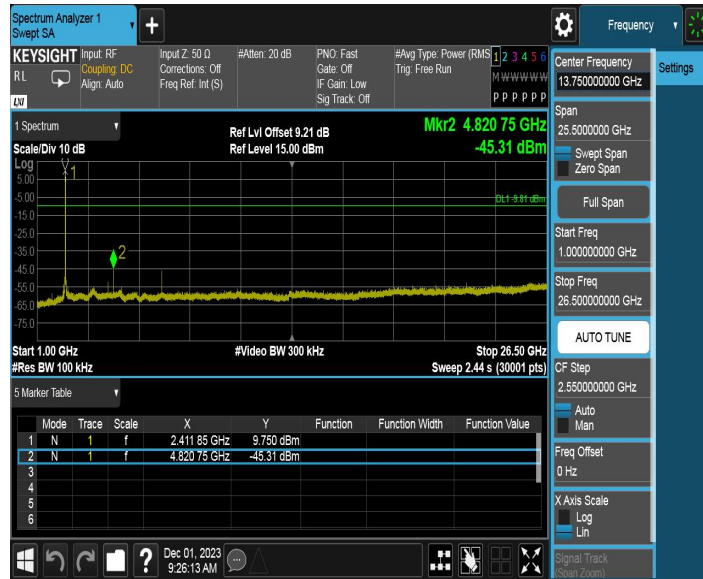 Spectrum Analyzer 1
Swept SA
+
Frequency
KEYSIGHT
RL
LXI
Input: RF
Coupling: DC
Align: Auto
Input Z: 50 Ω
Corrections: Off
Freq Ref: Int (S)
#Atten: 20 dB
PNO: Fast
Gate: Off
IF Gain: Low
Sig Track: Off
#Avg Type: Power (RMS
Trig: Free Run
1 2 3 4 5 6
M W W W W W
P P P P P P
1 Spectrum
Scale/Div 10 dB
Ref Lvl Offset 9.21 dB
Ref Level 15.00 dBm
Mkr2 4.820 75 GHz
-45.31 dBm
Log
5.00
-5.00
-15.0
-25.0
-35.0
-45.0
-55.0
-65.0
-75.0
1
2
DL1 -9.81 dBm
Start 1.00 GHz
#Video BW 300 kHz
Stop 26.50 GHz
#Res BW 100 kHz
Sweep 2.44 s (30001 pts)
5 Marker Table
Mode Trace Scale X Y Function Function Width Function Value
1 N 1 f 2.411 85 GHz 9.750 dBm
2 N 1 f 4.820 75 GHz -45.31 dBm
3
4
5
6
?
Dec 01, 2023
9:26:13 AM
Settings
Center Frequency
13.750000000 GHz
Span
25.5000000 GHz
Swept Span
Zero Span
Full Span
Start Freq
1.000000000 GHz
Stop Freq
26.500000000 GHz
AUTO TUNE
CF Step
2.550000000 GHz
Auto
Man
Freq Offset
0 Hz
X Axis Scale
Log
Lin
Signal Track
(Span Zoom)